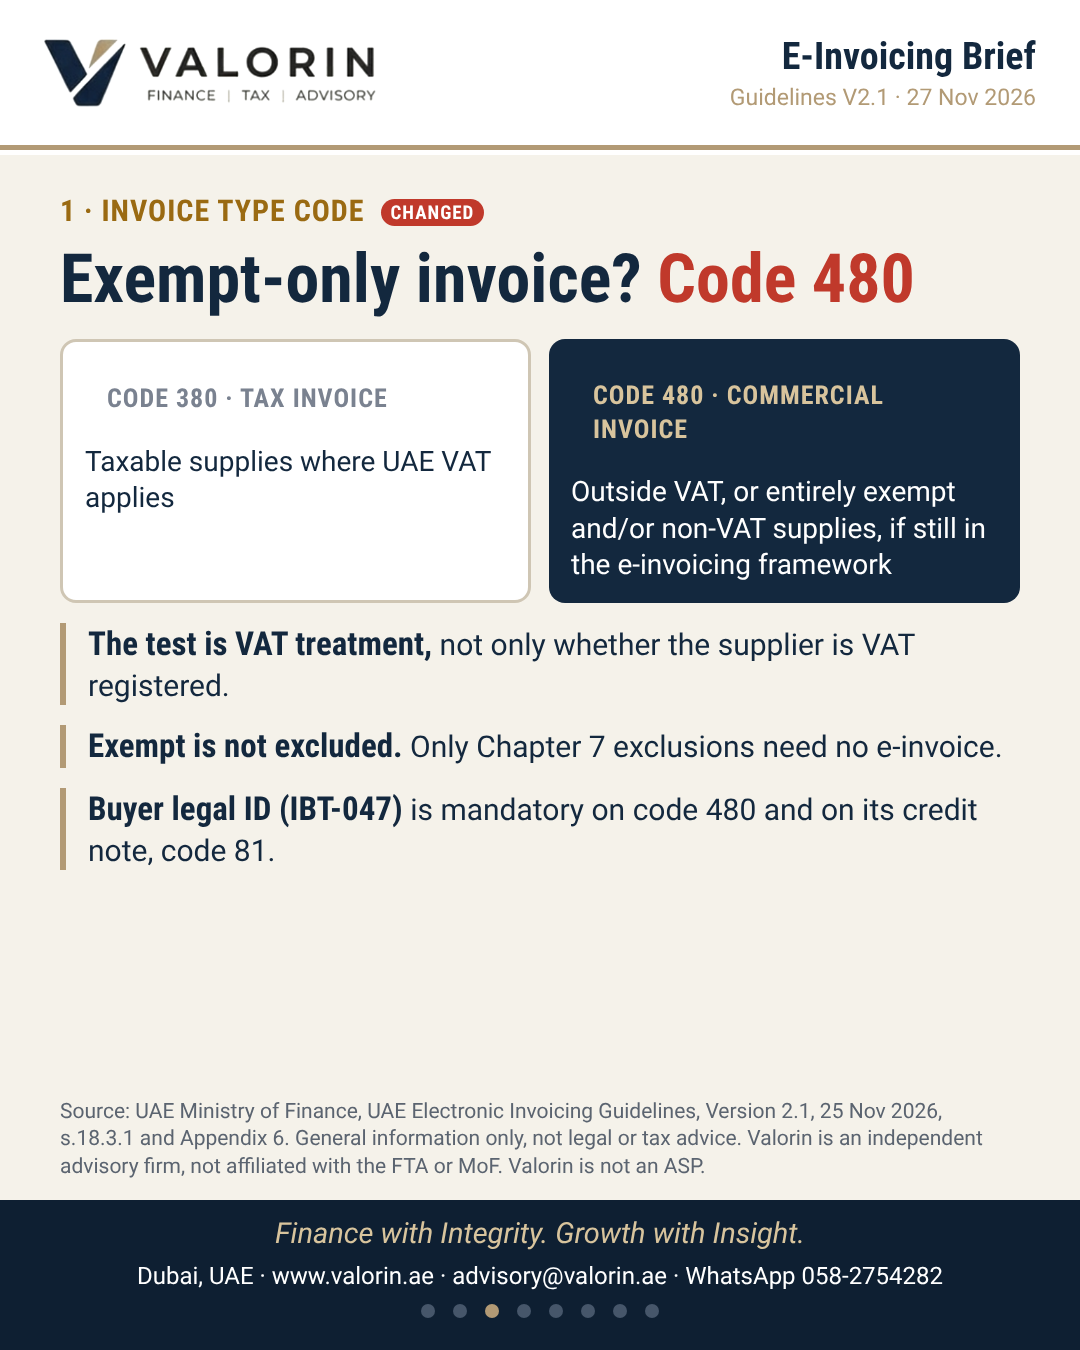 VALORIN
FINANCE | TAX | ADVISORY
E-Invoicing Brief
Guidelines V2.1 · 27 Nov 2026
1 · INVOICE TYPE CODE CHANGED
Exempt-only invoice? Code 480
CODE 380 · TAX INVOICE
Taxable supplies where UAE VAT
applies
CODE 480 · COMMERCIAL
INVOICE
Outside VAT, or entirely exempt
and/or non-VAT supplies, if still in
the e-invoicing framework
The test is VAT treatment, not only whether the supplier is VAT
registered.
Exempt is not excluded. Only Chapter 7 exclusions need no e-invoice.
Buyer legal ID (IBT-047) is mandatory on code 480 and on its credit
note, code 81.
Source: UAE Ministry of Finance, UAE Electronic Invoicing Guidelines, Version 2.1, 25 Nov 2026,
s.18.3.1 and Appendix 6. General information only, not legal or tax advice. Valorin is an independent
advisory firm, not affiliated with the FTA or MoF. Valorin is not an ASP.
Finance with Integrity. Growth with Insight.
Dubai, UAE · www.valorin.ae · advisory@valorin.ae · WhatsApp 058-2754282